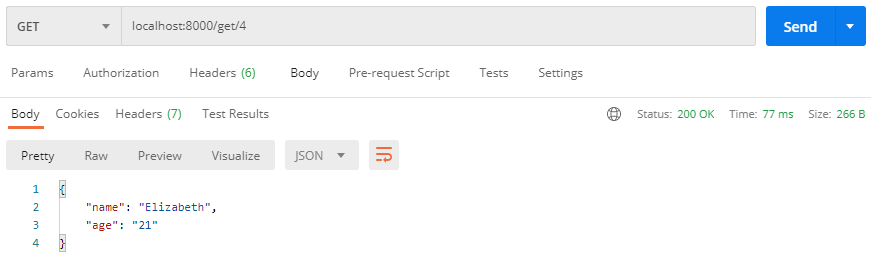 GET localhost:8000/get/4 Send
Params Authorization Headers (6) Body Pre-request Script Tests Settings
Body Cookies Headers (7) Test Results Status: 200 OK Time: 77 ms Size: 266 B
Pretty Raw Preview Visualize JSON
1 {
2 "name": "Elizabeth",
3 "age": "21"
4 }